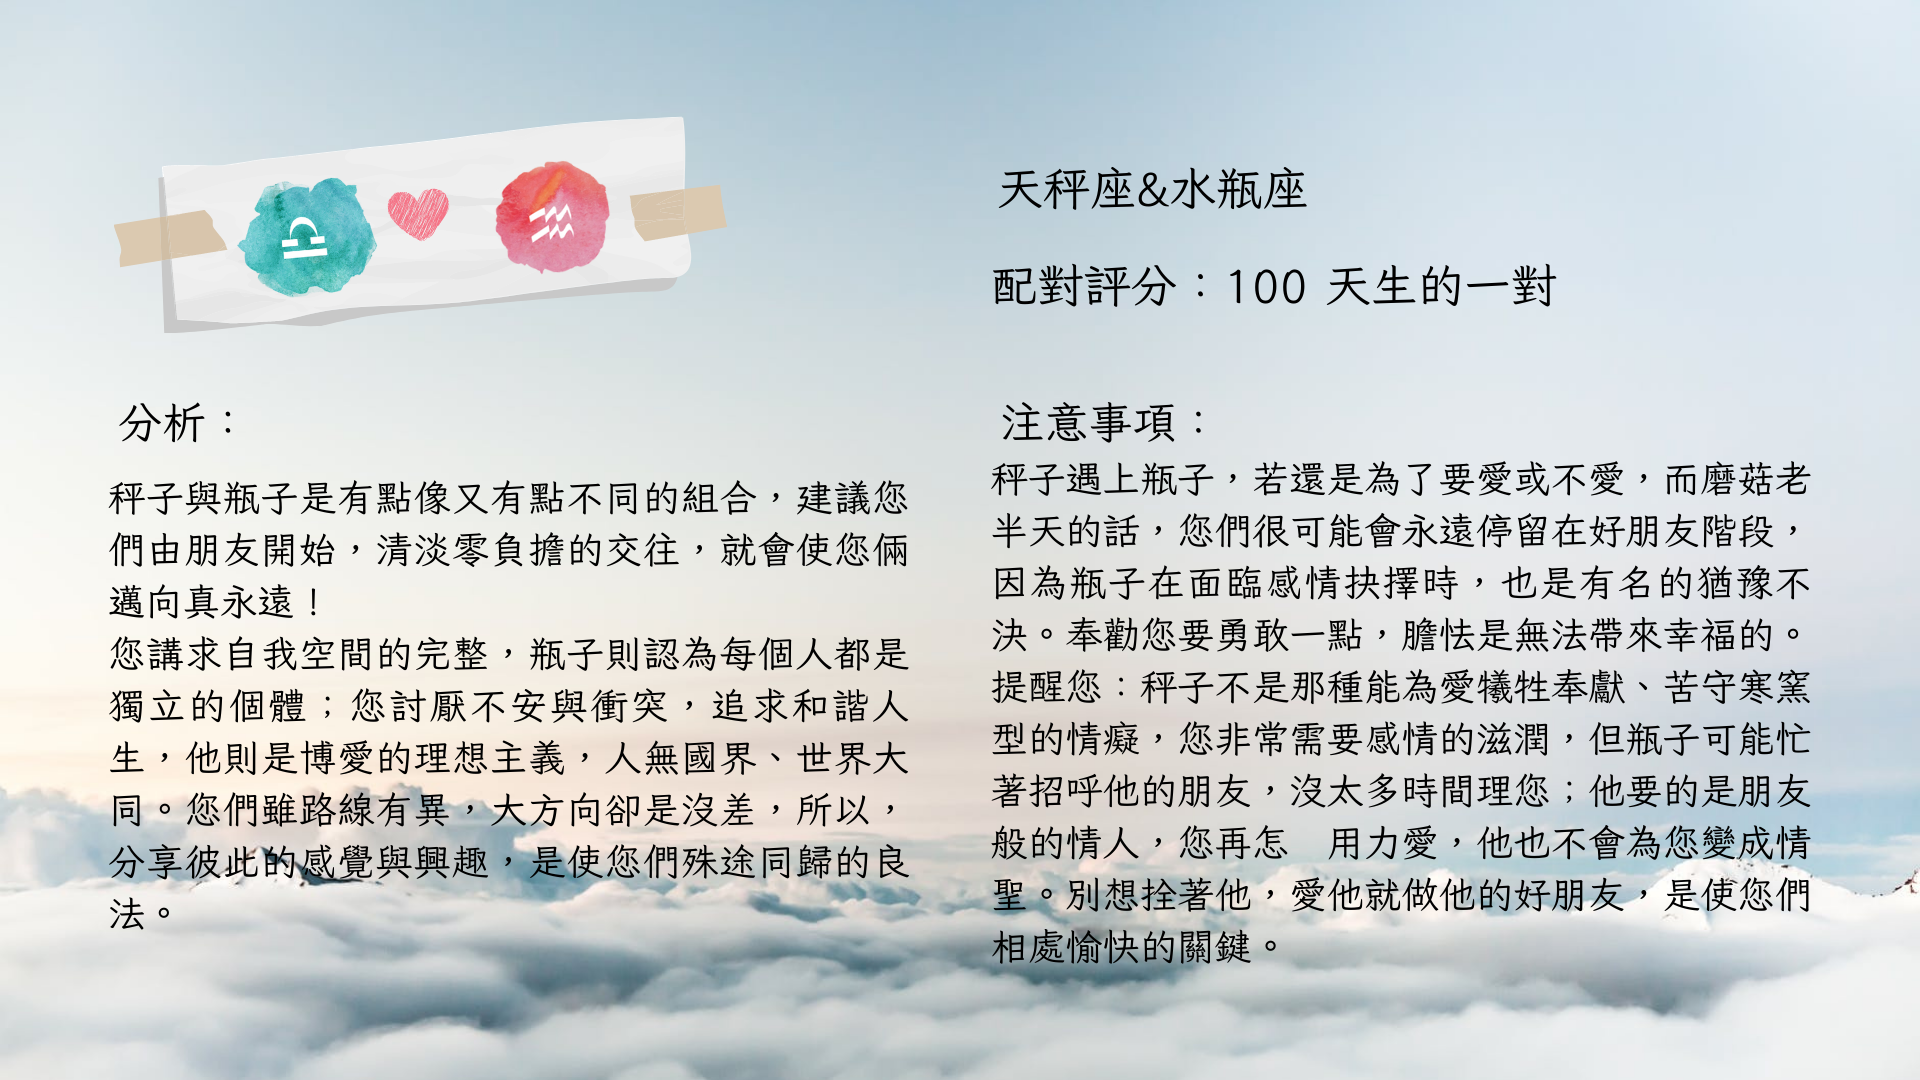 天秤座&水瓶座
配對評分：100 天生的一對
分析：
秤子與瓶子是有點像又有點不同的組合，建議您
們由朋友開始，清淡零負擔的交往，就會使您倆
邁向真永遠！
您講求自我空間的完整，瓶子則認為每個人都是
獨立的個體；您討厭不安與衝突，追求和諧人
生，他則是博愛的理想主義，人無國界、世界大
同。您們雖路線有異，大方向卻是沒差，所以，
分享彼此的感覺與興趣，是使您們殊途同歸的良
法。
注意事項：
秤子遇上瓶子，若還是為了要愛或不愛，而磨菇老
半天的話，您們很可能會永遠停留在好朋友階段，
因為瓶子在面臨感情抉擇時，也是有名的猶豫不
決。奉勸您要勇敢一點，膽怯是無法帶來幸福的。
提醒您：秤子不是那種能為愛犧牲奉獻、苦守寒窯
型的情癡，您非常需要感情的滋潤，但瓶子可能忙
著招呼他的朋友，沒太多時間理您；他要的是朋友
般的情人，您再怎　用力愛，他也不會為您變成情
聖。別想拴著他，愛他就做他的好朋友，是使您們
相處愉快的關鍵。